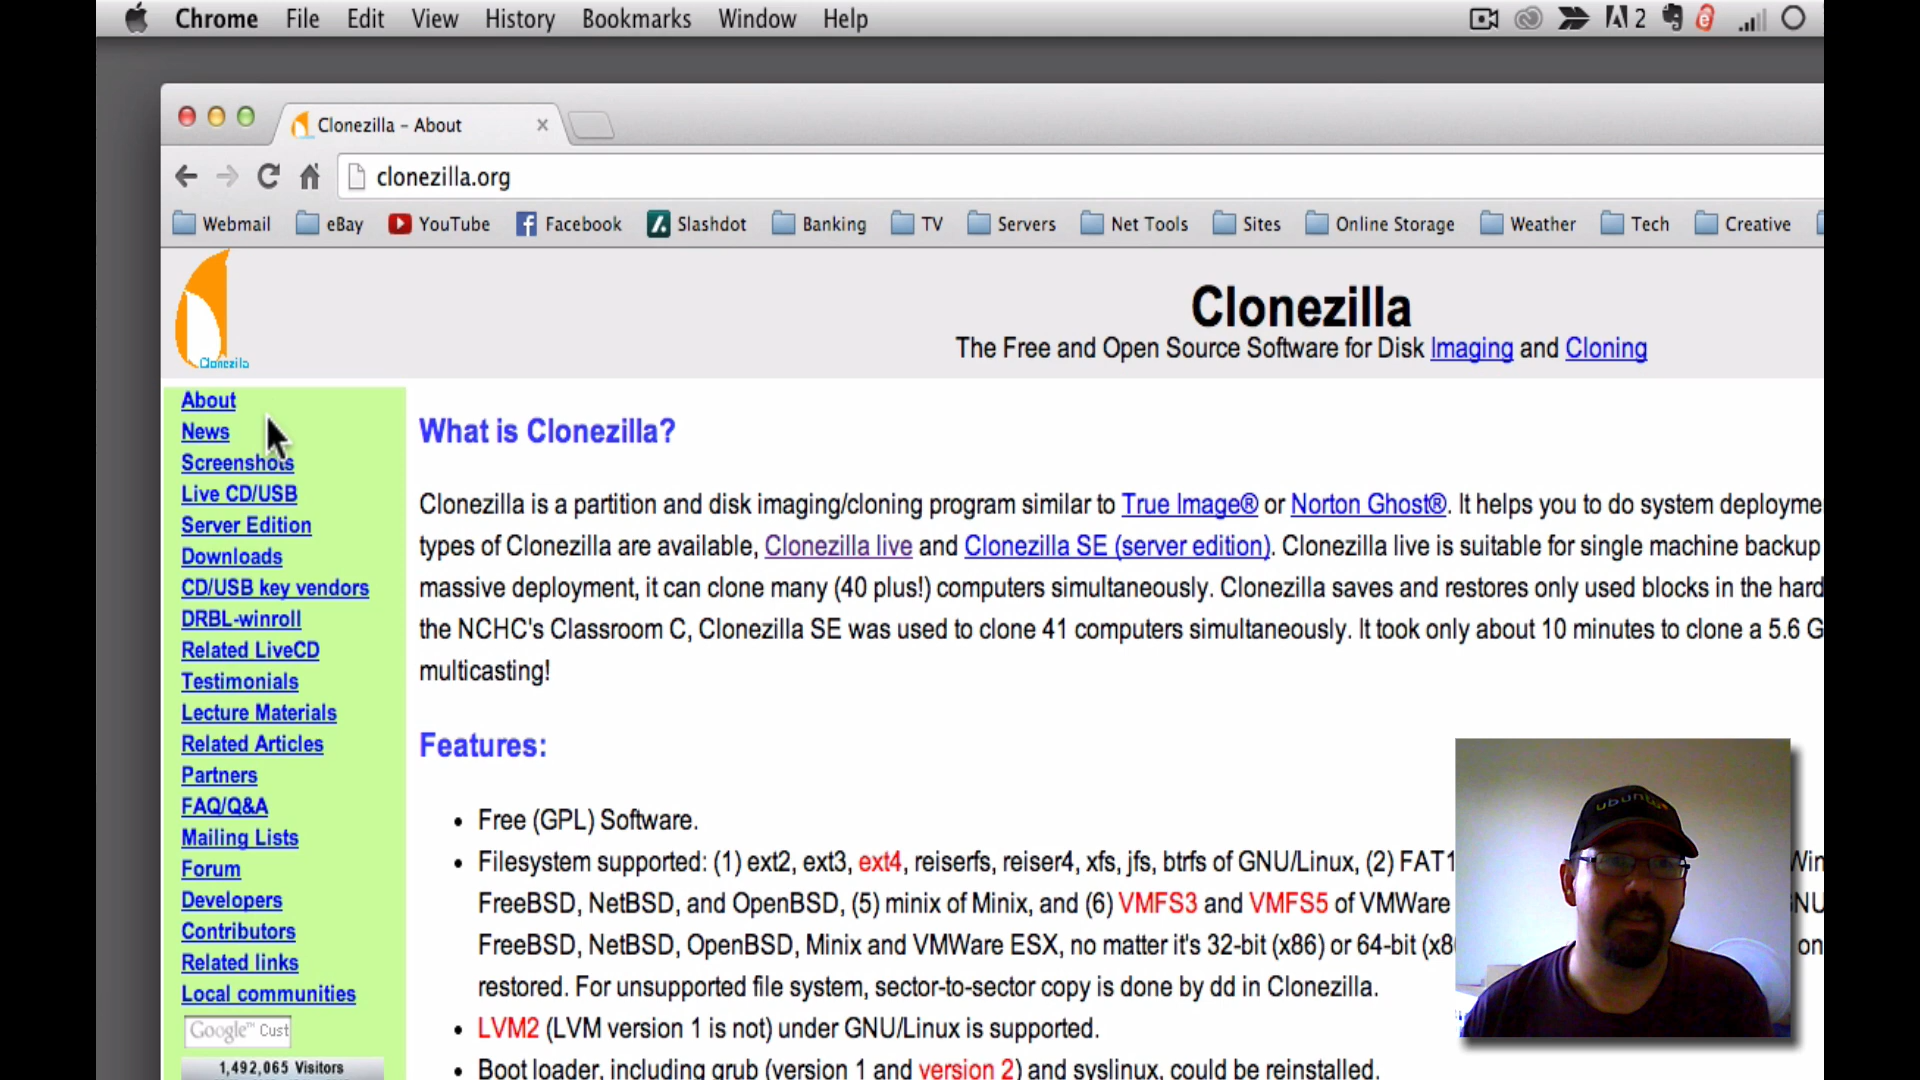 Chrome File Edit View History Bookmarks Window Help
2
Clonezilla – About
clonezilla.org
Webmail eBay YouTube Facebook Slashdot Banking TV Servers Net Tools Sites Online Storage Weather Tech Creative
Clonezilla
Clonezilla
The Free and Open Source Software for Disk Imaging and Cloning
About
News
Screenshots
Live CD/USB
Server Edition
Downloads
CD/USB key vendors
DRBL-winroll
Related LiveCD
Testimonials
Lecture Materials
Related Articles
Partners
FAQ/Q&A
Mailing Lists
Forum
Developers
Contributors
Related links
Local communities
Google™ Cust
1,492,065 Visitors
What is Clonezilla?
Clonezilla is a partition and disk imaging/cloning program similar to True Image® or Norton Ghost®. It helps you to do system deployme
types of Clonezilla are available, Clonezilla live and Clonezilla SE (server edition). Clonezilla live is suitable for single machine backup
massive deployment, it can clone many (40 plus!) computers simultaneously. Clonezilla saves and restores only used blocks in the hard
the NCHC's Classroom C, Clonezilla SE was used to clone 41 computers simultaneously. It took only about 10 minutes to clone a 5.6 G
multicasting!
Features:
• Free (GPL) Software.
• Filesystem supported: (1) ext2, ext3, ext4, reiserfs, reiser4, xfs, jfs, btrfs of GNU/Linux, (2) FAT1 Win
FreeBSD, NetBSD, and OpenBSD, (5) minix of Minix, and (6) VMFS3 and VMFS5 of VMWare NU
FreeBSD, NetBSD, OpenBSD, Minix and VMWare ESX, no matter it's 32-bit (x86) or 64-bit (x8 on
restored. For unsupported file system, sector-to-sector copy is done by dd in Clonezilla.
• LVM2 (LVM version 1 is not) under GNU/Linux is supported.
• Boot loader, including grub (version 1 and version 2) and syslinux, could be reinstalled.
ubuntu